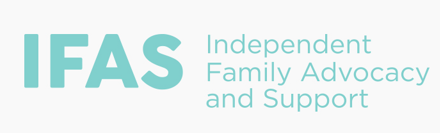 IFAS
Independent
Family Advocacy
and Support